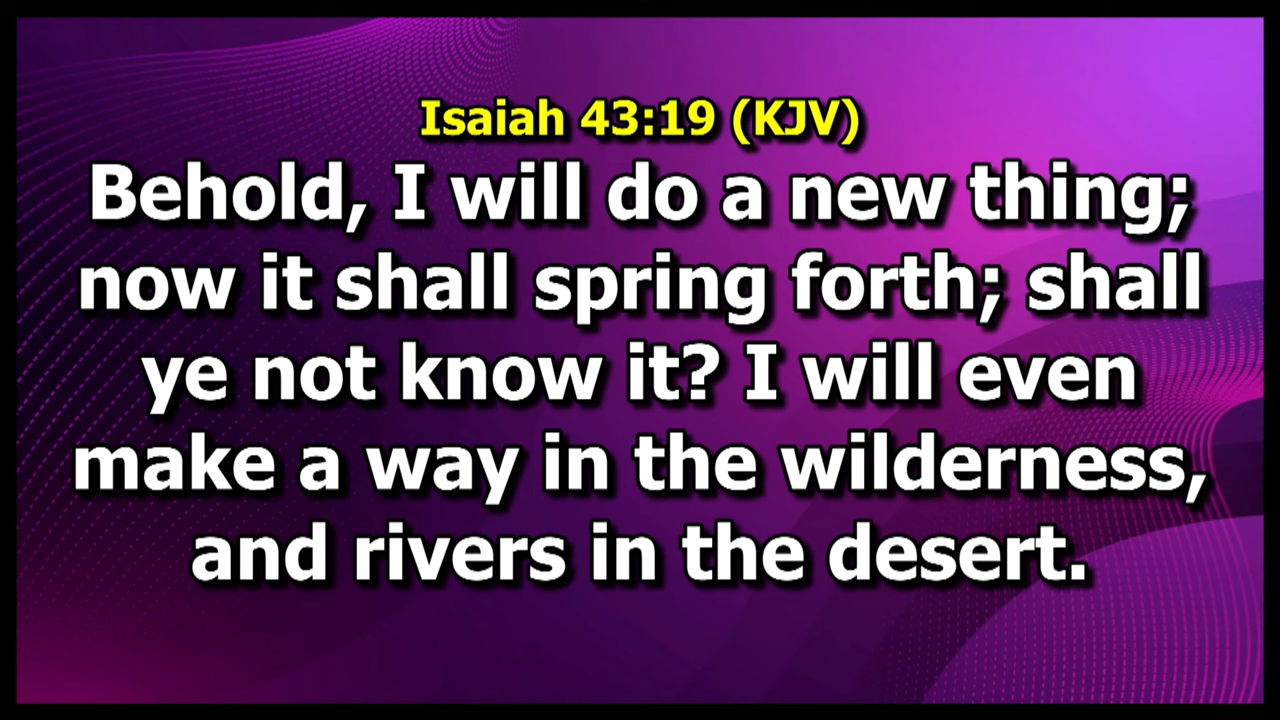 Isaiah 43:19 (KJV)
Behold, I will do a new thing;
now it shall spring forth; shall
ye not know it? I will even
make a way in the wilderness,
and rivers in the desert.